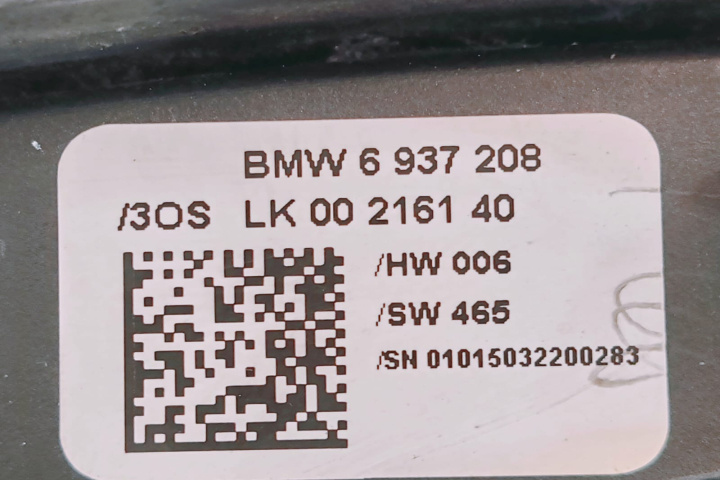 BMW 6 937 208
/3OS LK 00 2161 40
/HW 006
/SW 465
/SN 01015032200283